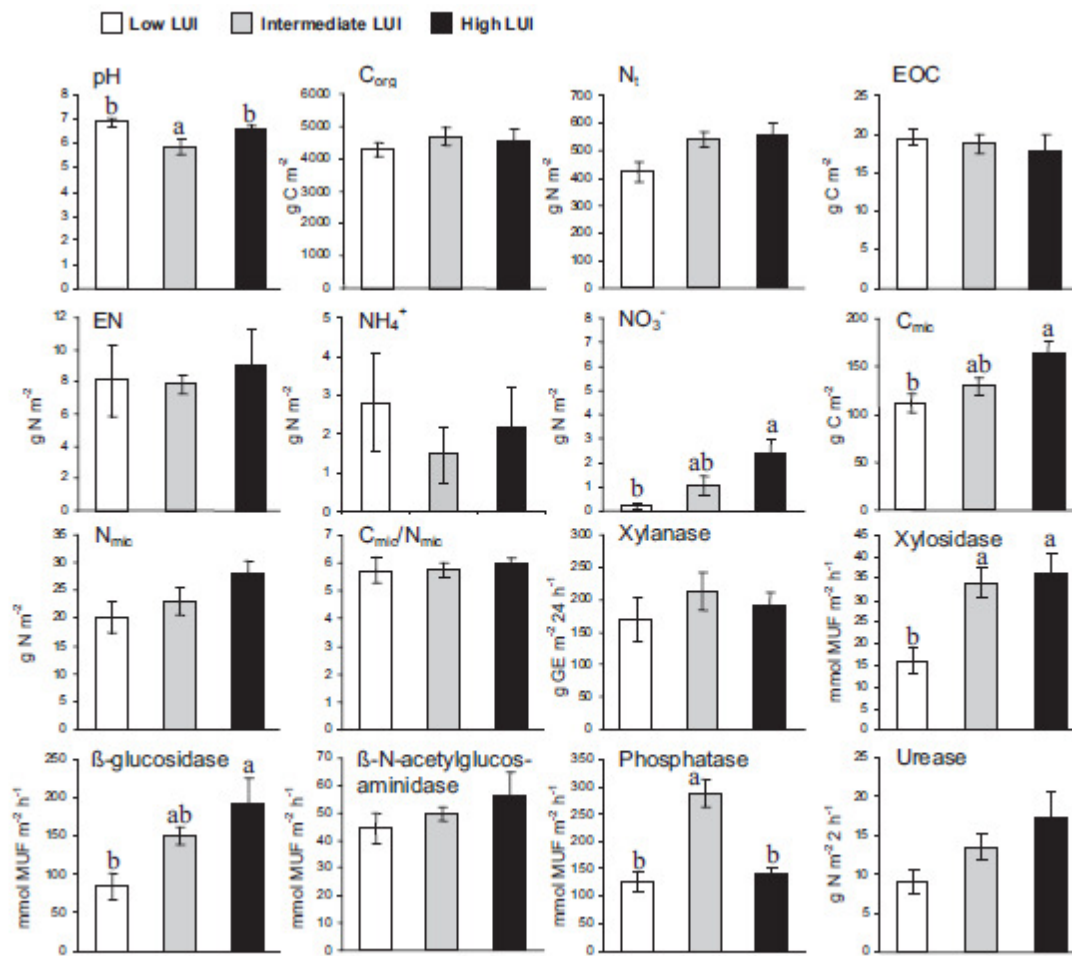 Low LUI Intermediate LUI High LUI
pH
b
a
b
8
7
6
5
4
3
2
1
0
C_org
g C m⁻²
6000
5000
4000
3000
2000
1000
0
N_t
g N m⁻²
700
600
500
400
300
200
100
0
EOC
g C m⁻²
25
20
15
10
5
0
EN
g N m⁻²
12
10
8
6
4
2
0
NH₄⁺
g N m⁻²
5
4
3
2
1
0
NO₃⁻
g N m⁻²
b
ab
a
8
7
6
5
4
3
2
1
0
C_mic
g C m⁻²
b
ab
a
200
150
100
50
0
N_mic
g N m⁻²
35
30
25
20
15
10
5
0
C_mic/N_mic
7
6
5
4
3
2
1
0
Xylanase
g GE m⁻² 24 h⁻¹
300
250
200
150
100
50
0
Xylosidase
mmol MUF m⁻² h⁻¹
b
a
a
45
40
35
30
25
20
15
10
5
0
ß-glucosidase
mmol MUF m⁻² h⁻¹
b
ab
a
250
200
150
100
50
0
ß-N-acetylglucos-
aminidase
mmol MUF m⁻² h⁻¹
70
60
50
40
30
20
10
0
Phosphatase
mmol MUF m⁻² h⁻¹
b
a
b
350
300
250
200
150
100
50
0
Urease
g N m⁻² 2 h⁻¹
25
20
15
10
5
0